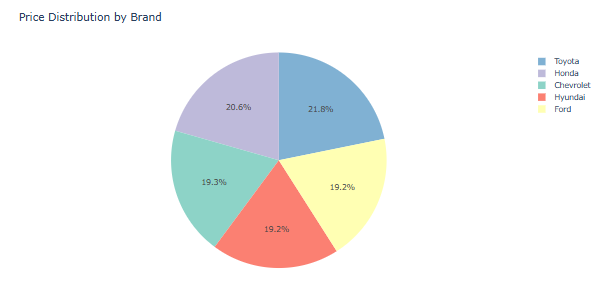 Price Distribution by Brand
Toyota
Honda
Chevrolet
Hyundai
Ford
20.6%
21.8%
19.3%
19.2%
19.2%